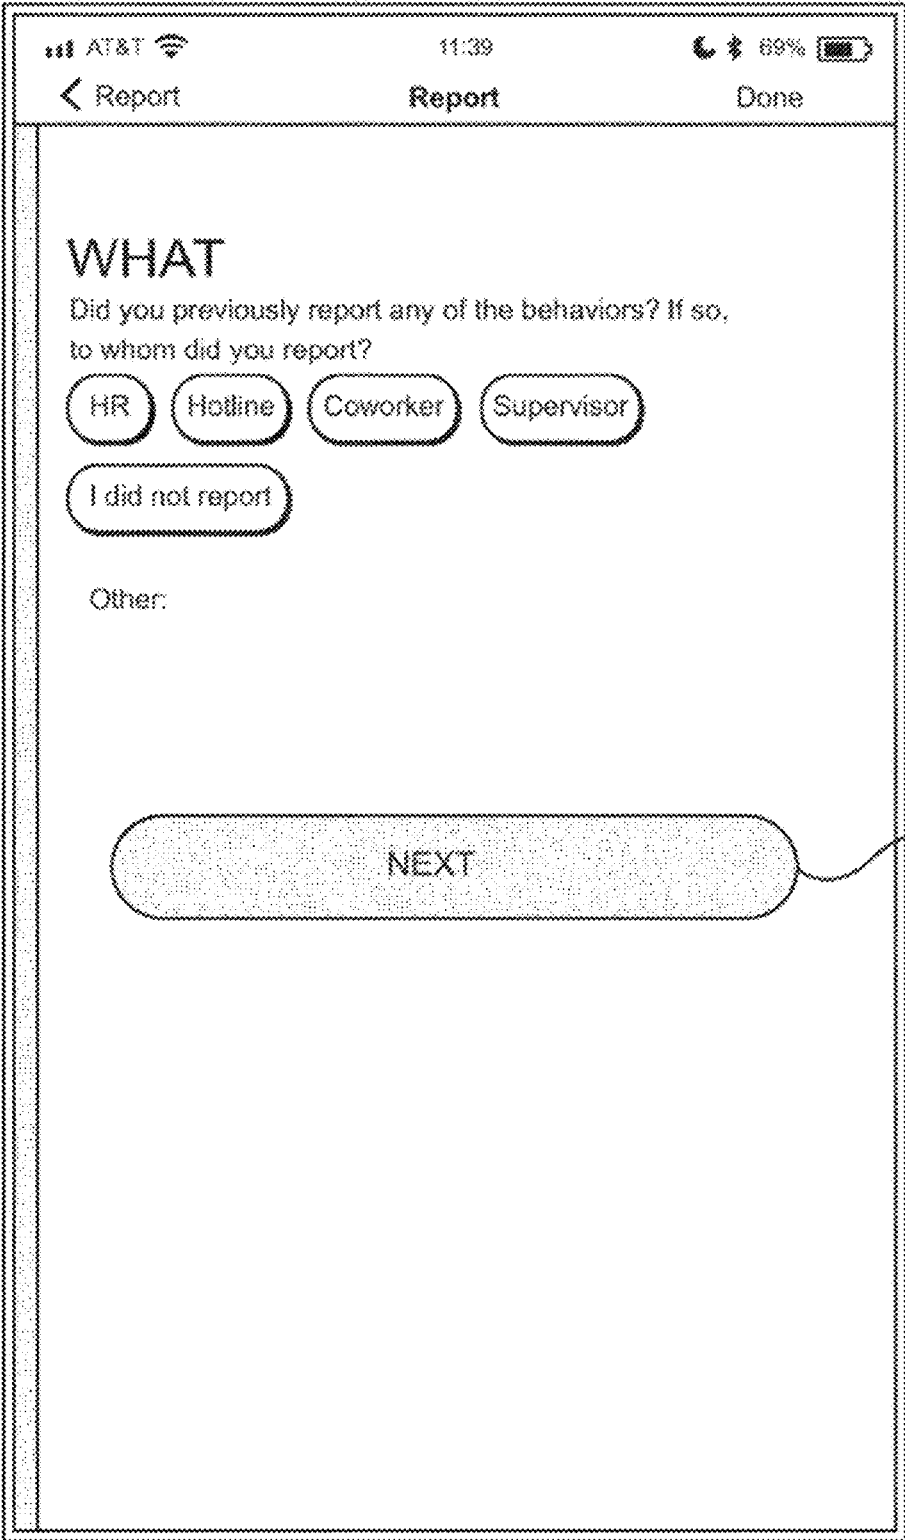 AT&T 11:39 69%
Report Report Done
WHAT
Did you previously report any of the behaviors? If so,
to whom did you report?
HR Hotline Coworker Supervisor
I did not report
Other:
NEXT